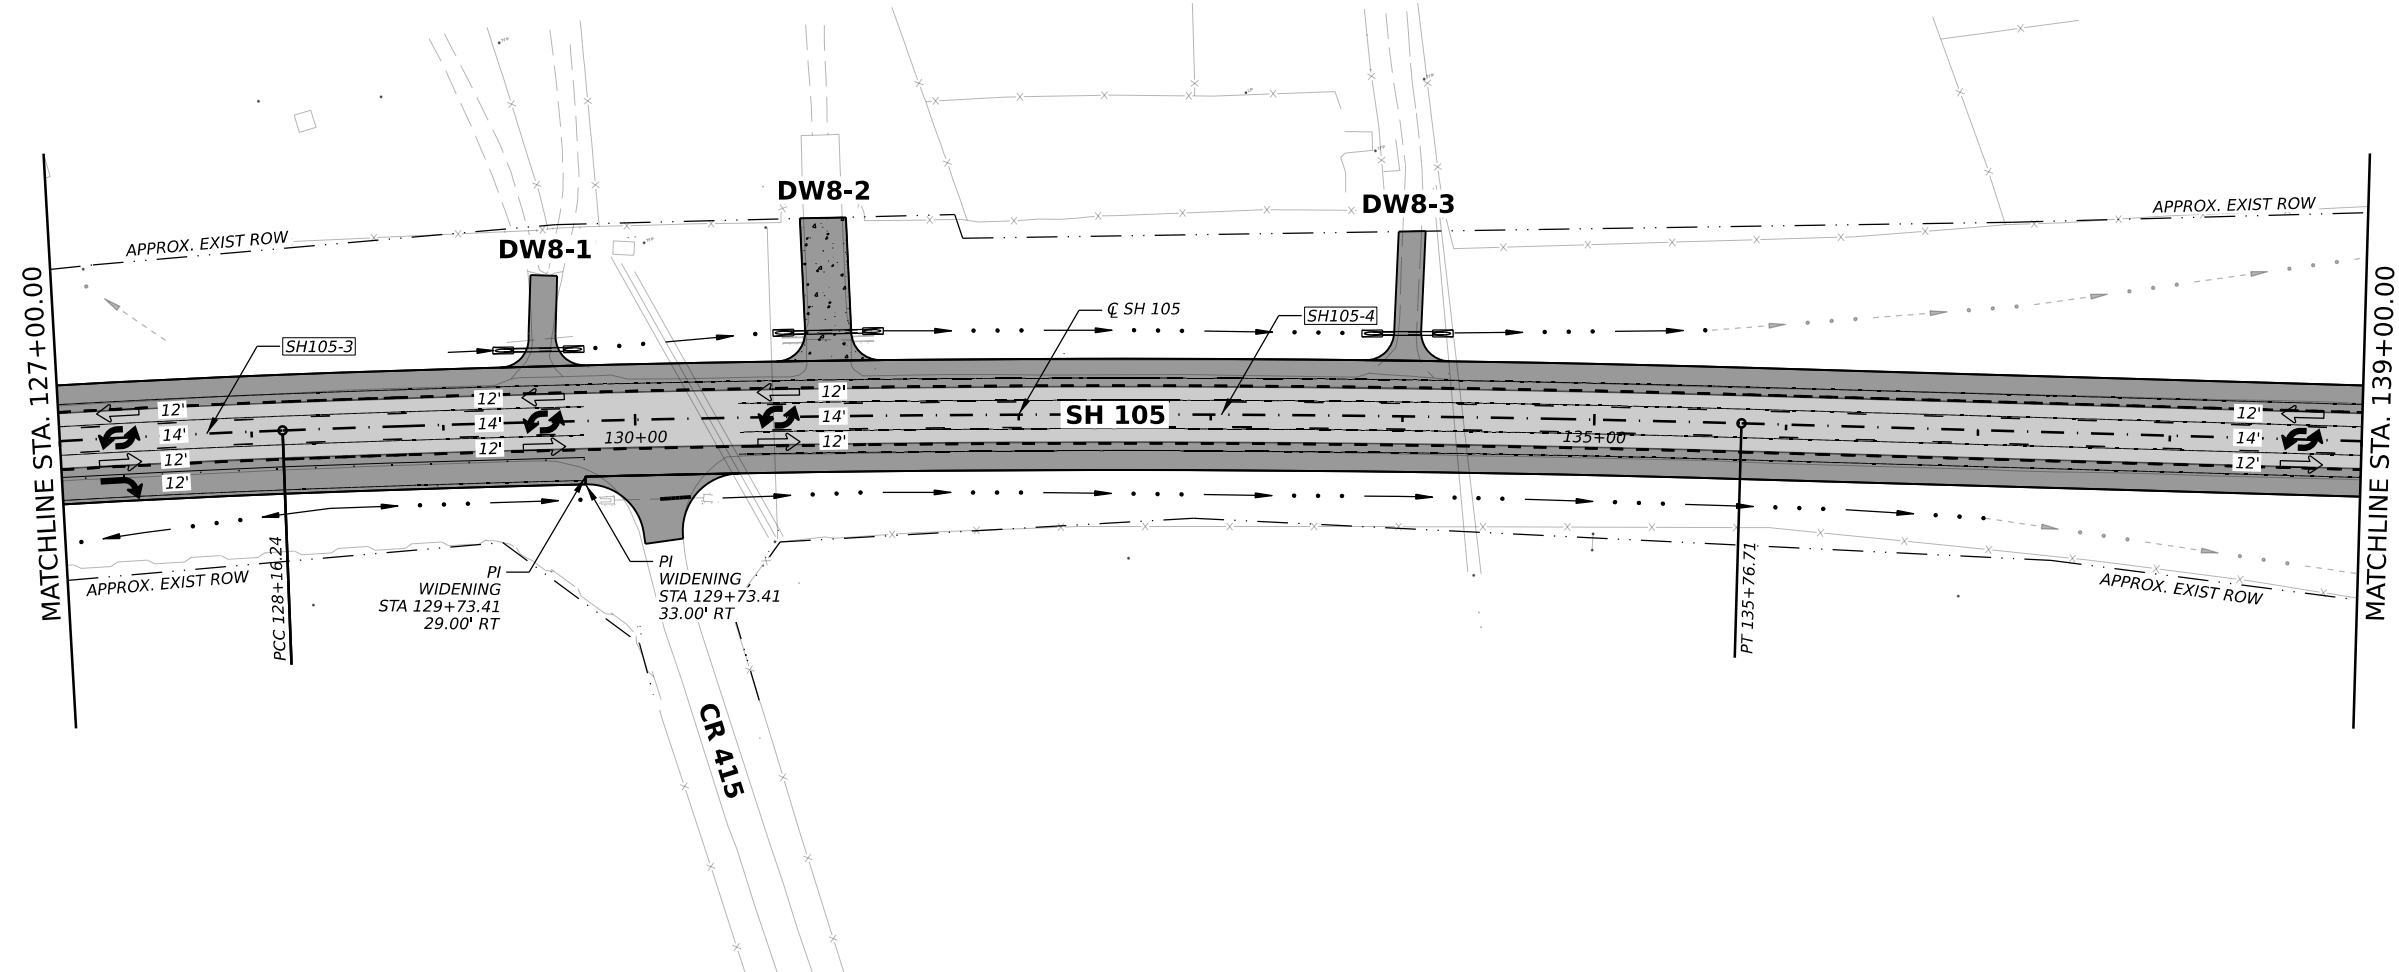 DW8-1
DW8-2
DW8-3
APPROX. EXIST ROW
APPROX. EXIST ROW
MATCHLINE STA. 127+00.00
MATCHLINE STA. 139+00.00
SH105-3
℄ SH 105
SH105-4
12'
14'
12'
12'
12'
14'
12'
130+00
12'
14'
12'
SH 105
135+00
12'
14'
12'
PCC 128+16.24
PI
WIDENING
STA 129+73.41
29.00' RT
PI
WIDENING
STA 129+73.41
33.00' RT
PT 135+76.71
APPROX. EXIST ROW
APPROX. EXIST ROW
CR 415